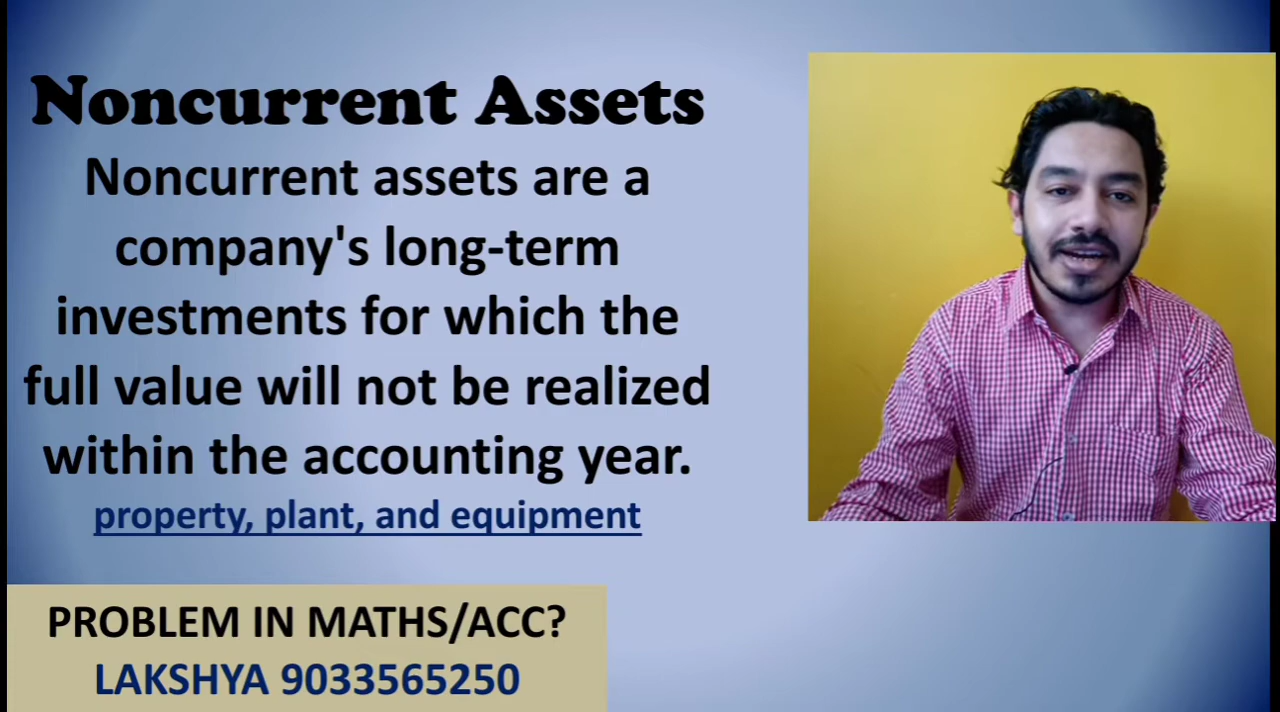 Noncurrent Assets
Noncurrent assets are a
company's long-term
investments for which the
full value will not be realized
within the accounting year.
property, plant, and equipment
PROBLEM IN MATHS/ACC?
LAKSHYA 9033565250